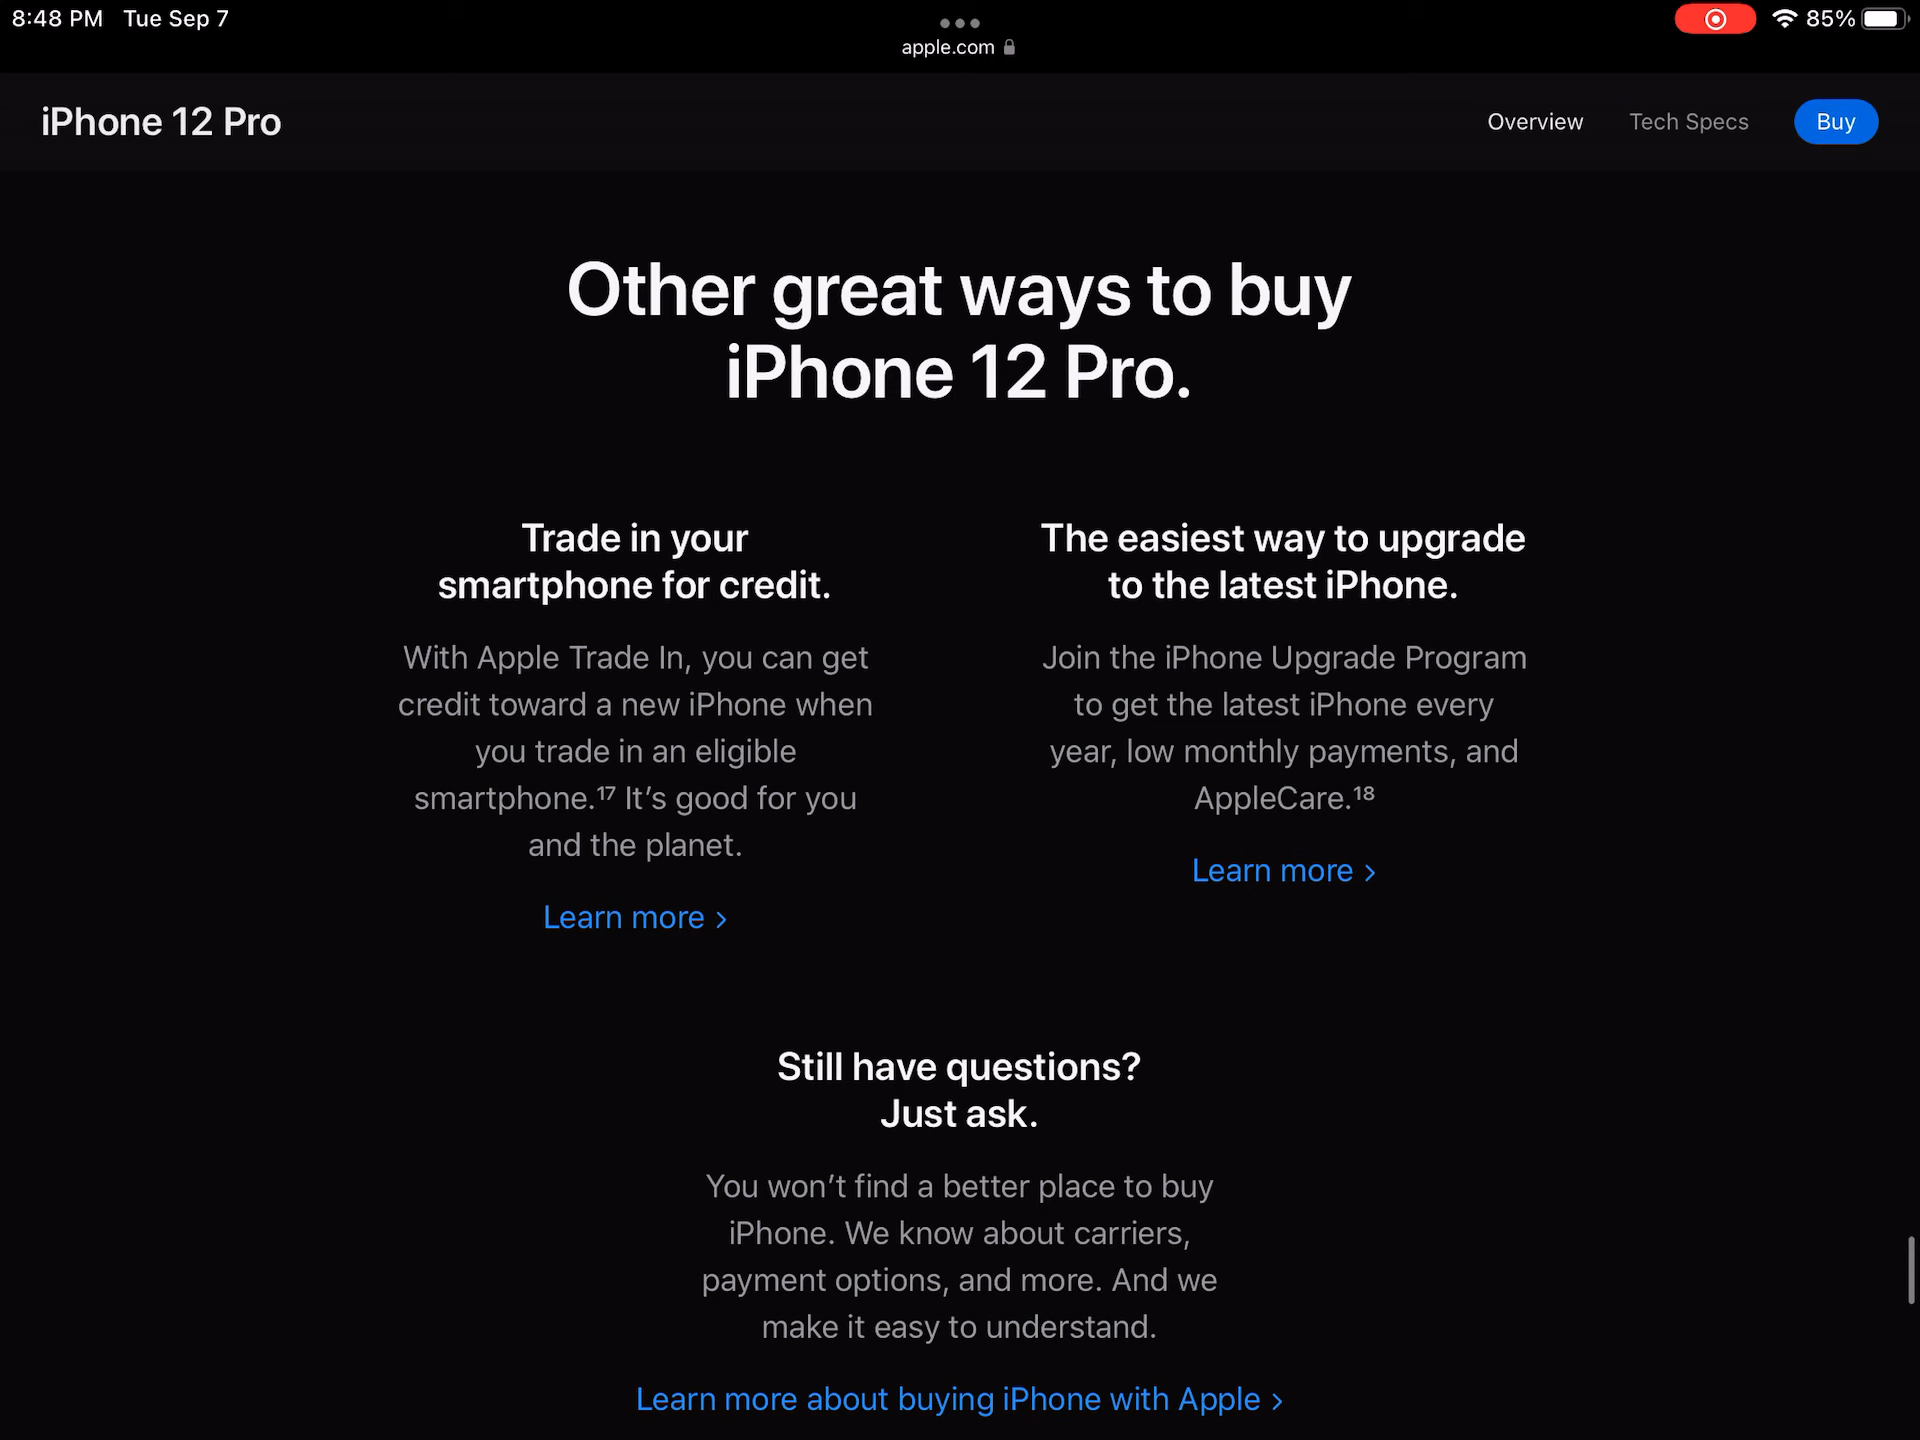 8:48 PM Tue Sep 7
85%
apple.com
iPhone 12 Pro
Overview
Tech Specs
Buy
Other great ways to buy
iPhone 12 Pro.
Trade in your
smartphone for credit.
With Apple Trade In, you can get
credit toward a new iPhone when
you trade in an eligible
smartphone.¹⁷ It’s good for you
and the planet.
Learn more >
The easiest way to upgrade
to the latest iPhone.
Join the iPhone Upgrade Program
to get the latest iPhone every
year, low monthly payments, and
AppleCare.¹⁸
Learn more >
Still have questions?
Just ask.
You won’t find a better place to buy
iPhone. We know about carriers,
payment options, and more. And we
make it easy to understand.
Learn more about buying iPhone with Apple >